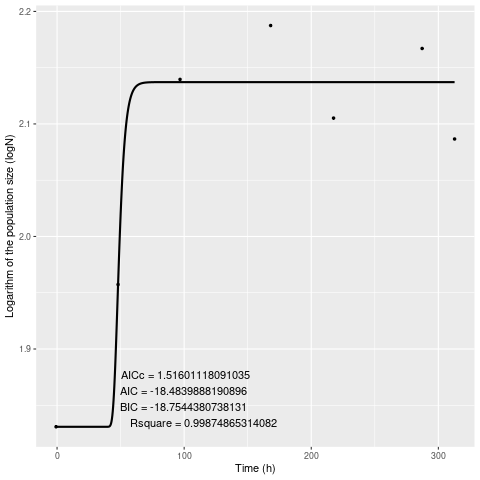 2.2
2.1
2.0
1.9
Logarithm of the population size (logN)
AICc = 1.51601118091035
AIC = -18.4839888190896
BIC = -18.7544380738131
Rsquare = 0.99874865314082
0 100 200 300
Time (h)